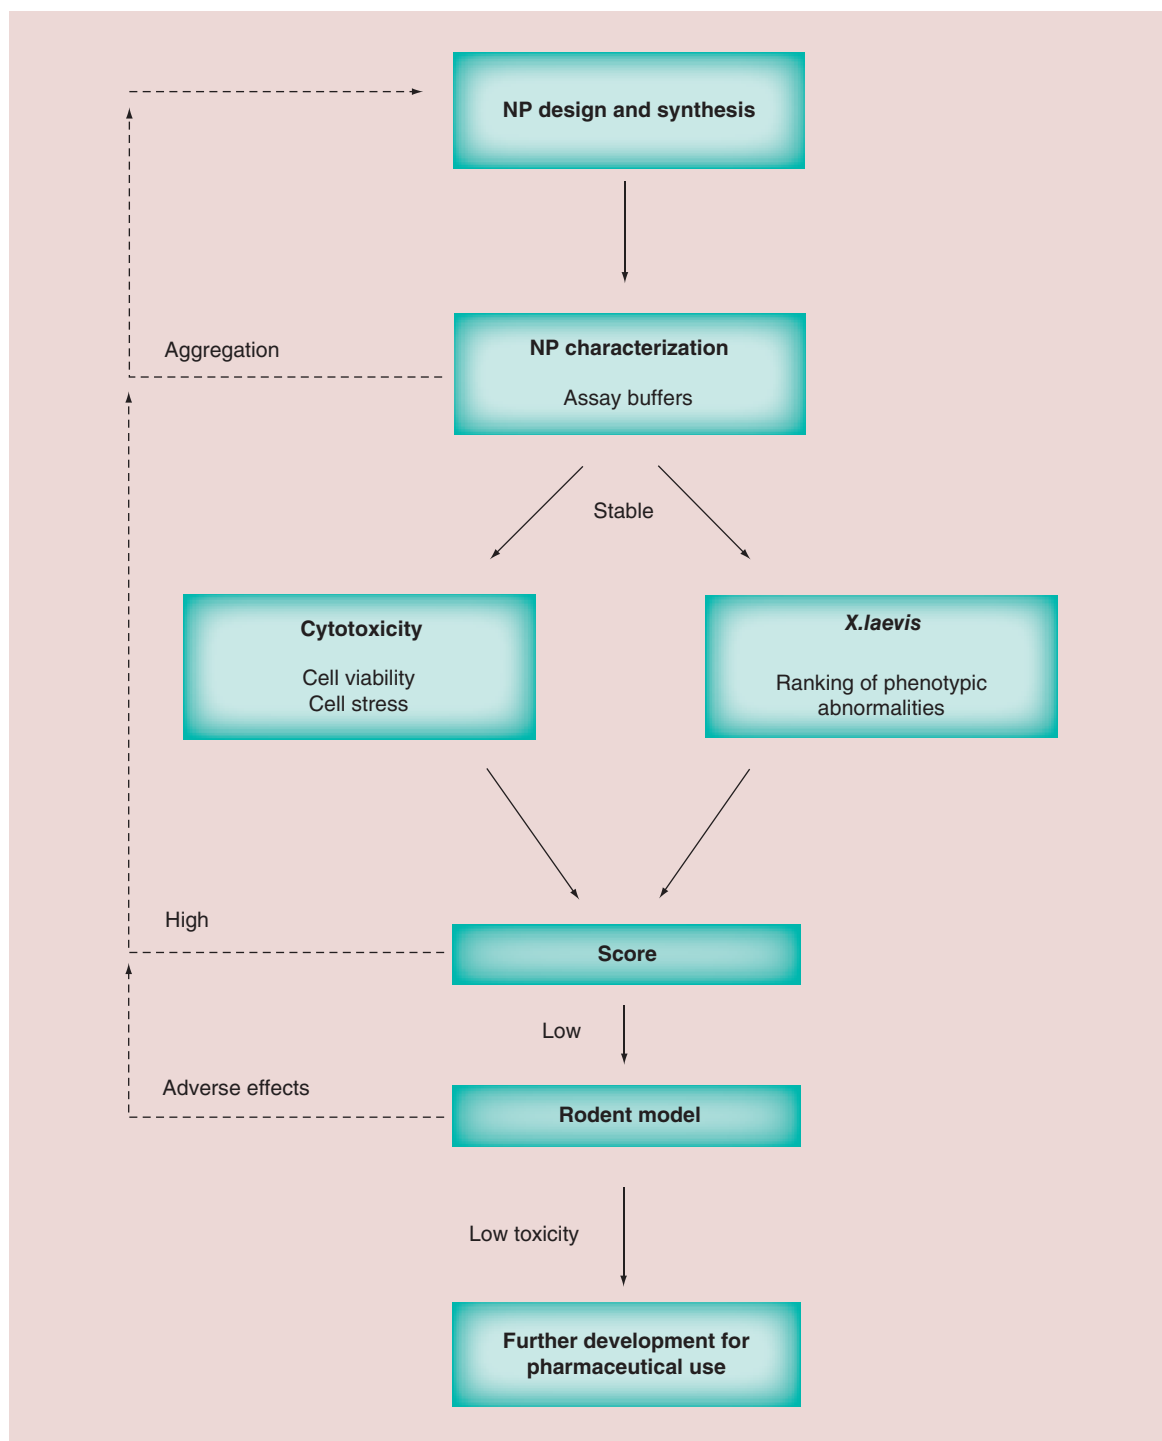 NP design and synthesis
Aggregation
NP characterization
Assay buffers
Stable
Cytotoxicity
Cell viability
Cell stress
X.laevis
Ranking of phenotypic
abnormalities
High
Score
Low
Adverse effects
Rodent model
Low toxicity
Further development for
pharmaceutical use